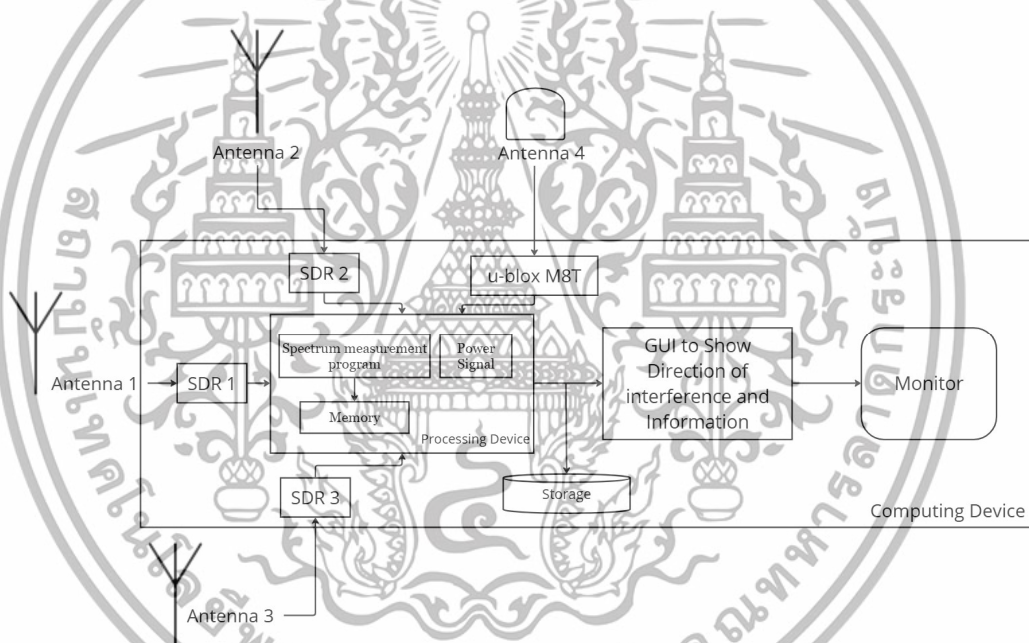 Antenna 2
Antenna 4
SDR 2
u-blox M8T
Antenna 1
SDR 1
Spectrum measurement
program
Power
Signal
Memory
Processing Device
GUI to Show
Direction of
interference and
Information
Monitor
SDR 3
Storage
Computing Device
Antenna 3